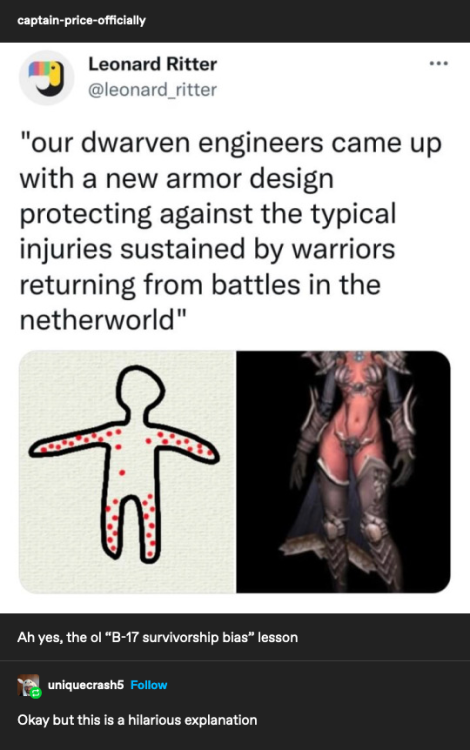 captain-price-officially
Leonard Ritter
@leonard_ritter
"our dwarven engineers came up
with a new armor design
protecting against the typical
injuries sustained by warriors
returning from battles in the
netherworld"
Ah yes, the ol “B-17 survivorship bias” lesson
uniquecrash5 Follow
Okay but this is a hilarious explanation